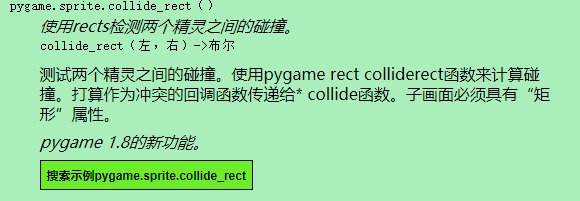 pygame.sprite.collide_rect()
使用rects检测两个精灵之间的碰撞。
collide_rect(左，右)->布尔
测试两个精灵之间的碰撞。使用pygame rect colliderect函数来计算碰
撞。打算作为冲突的回调函数传递给* collide函数。子画面必须具有“矩
形”属性。
pygame 1.8的新功能。
搜索示例pygame.sprite.collide_rect